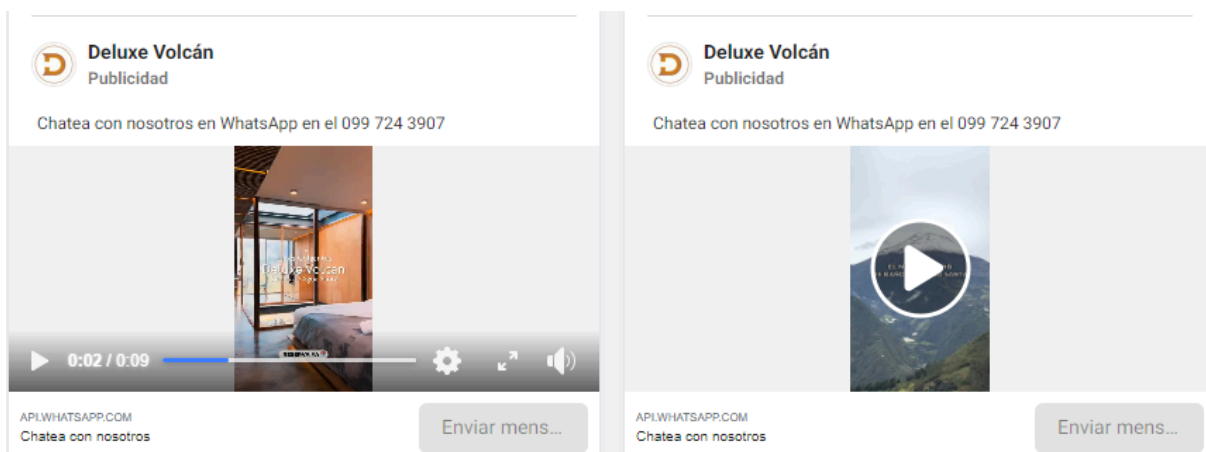 Deluxe Volcán
Publicidad
Chatea con nosotros en WhatsApp en el 099 724 3907
Deluxe Volcán
0:02 / 0:09
API.WHATSAPP.COM
Chatea con nosotros
Enviar mens...
Deluxe Volcán
Publicidad
Chatea con nosotros en WhatsApp en el 099 724 3907
API.WHATSAPP.COM
Chatea con nosotros
Enviar mens...